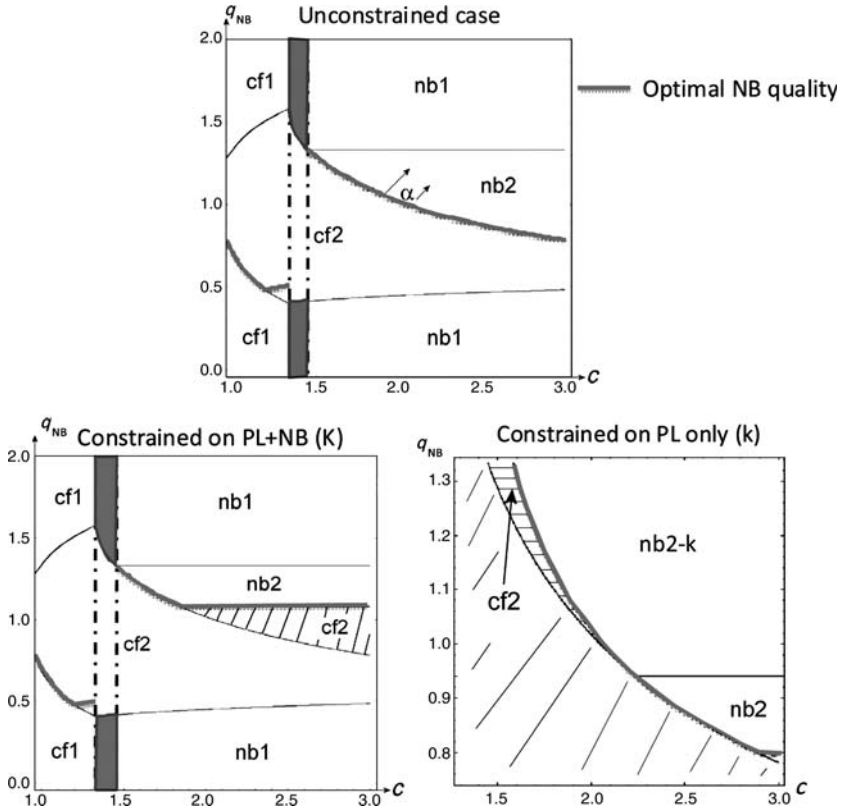 q_NB
Unconstrained case
2.0
cf1
nb1
Optimal NB quality
1.5
nb2
α
1.0
cf2
0.5
cf1
nb1
0.0
1.0
1.5
2.0
2.5
3.0
c
q_NB
Constrained on PL+NB (K)
2.0
cf1
nb1
1.5
nb2
1.0
cf2
cf2
0.5
cf1
nb1
0.0
1.0
1.5
2.0
2.5
3.0
c
Constrained on PL only (k)
q_NB
1.3
1.2
nb2-k
1.1
cf2
1.0
0.9
nb2
0.8
1.5
2.0
2.5
3.0
c